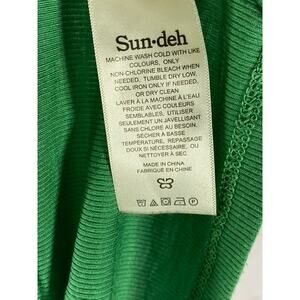 Sun•deh
MACHINE WASH COLD WITH LIKE
COLOURS, ONLY
NON-CHLORINE BLEACH WHEN
NEEDED, TUMBLE DRY LOW.
COOL IRON ONLY IF NEEDED.
OR DRY CLEAN
LAVER À LA MACHINE EAU
FROIDE AVEC COULEURS
SEMBLABLES, UTILISER
SEULEMENT UN JAVELLISANT
SANS CHLORE AU BESOIN,
SÉCHER À BASSE
TEMPÉRATURE, REPASSAGE
DOUX SI NÉCESSAIRE, OU
NETTOYER À SEC
MADE IN CHINA
FABRIQUÉ EN CHINE